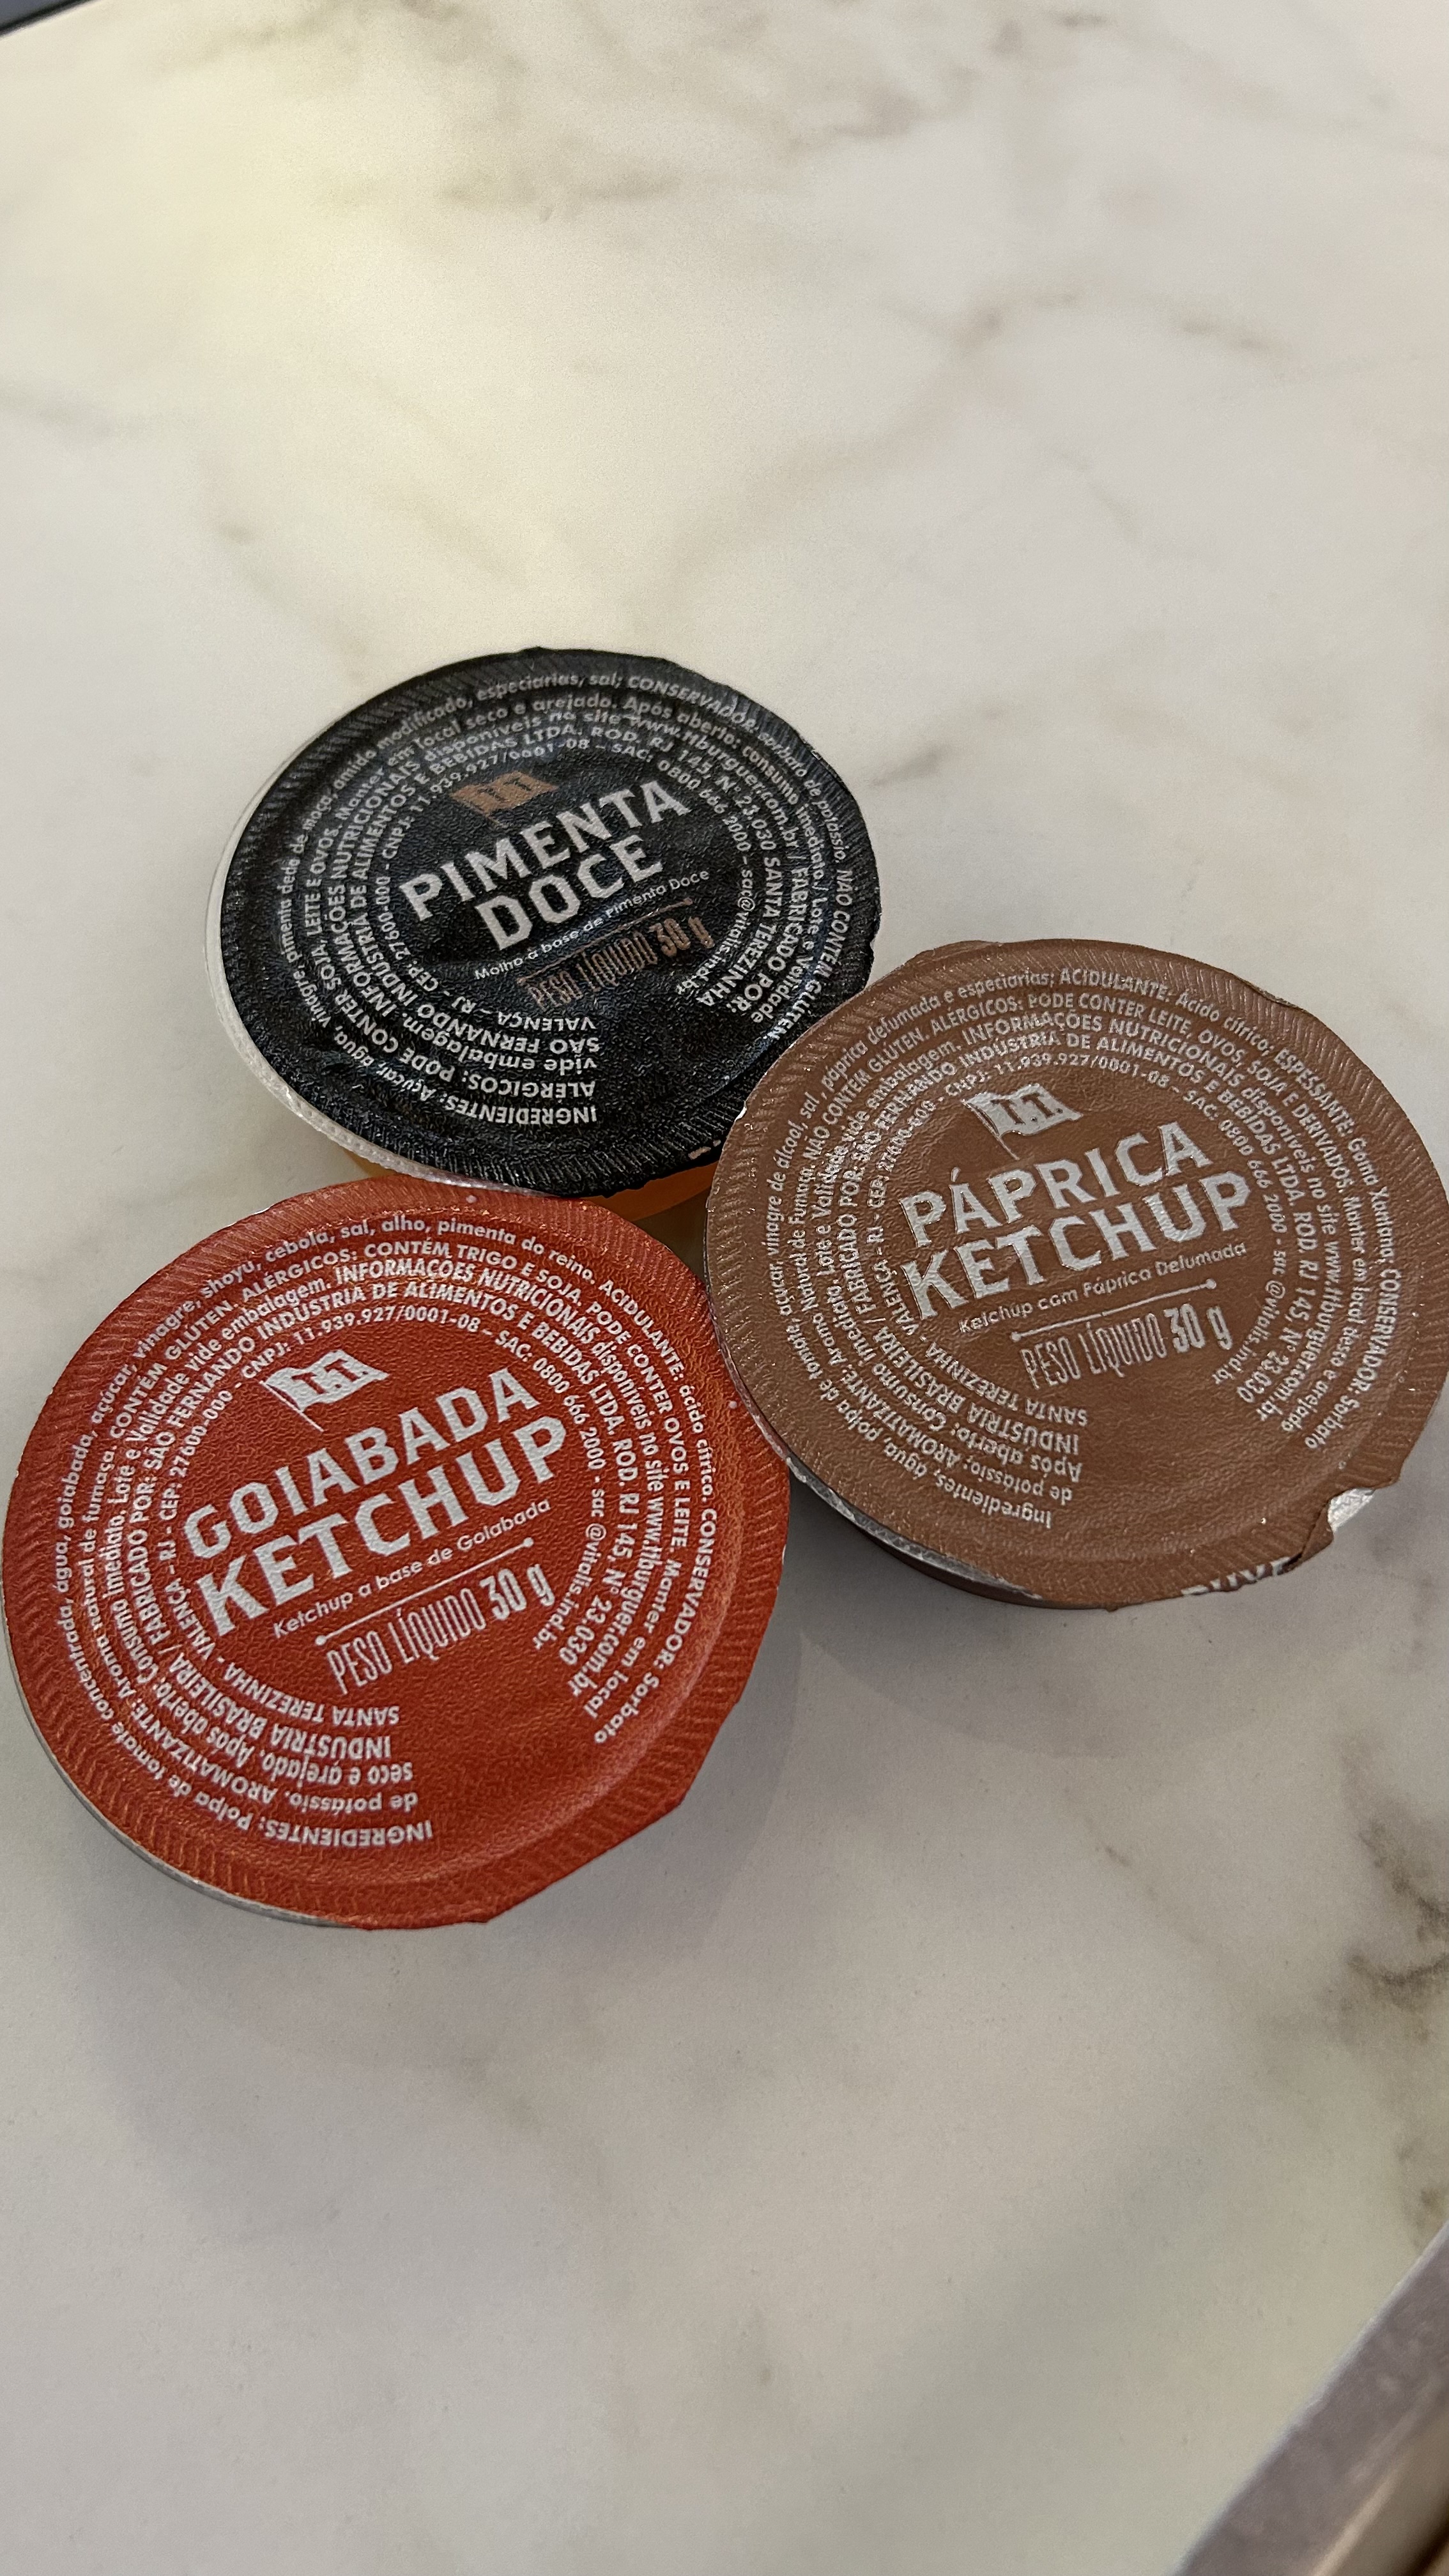 INGREDIENTES: Açúcar, água, vinagre, pimenta dedo de moça, amido modificado, especiarias, sal; CONSERVADOR: sorbato de potássio. NÃO CONTÉM GLÚTEN.
ALÉRGICOS: PODE CONTER SOJA, LEITE E OVOS. Manter em local seco e arejado. Após aberto: consumo imediato / Lote e Validade
vide embalagem. INFORMAÇÕES NUTRICIONAIS disponíveis no site www.ttburguer.com.br / FABRICADO POR:
SÃO FERNANDO INDÚSTRIA DE ALIMENTOS E BEBIDAS LTDA. ROD. RJ 145, Nº 23.030 SANTA TEREZINHA
VALENÇA - RJ - CEP 27600-000 - CNPJ: 11.939.927/0001-08 - SAC: 0800 666 2000 - sac@vitalis.ind.br
T.T.
PIMENTA
DOCE
Molho à base de Pimenta Doce
PESO LÍQUIDO 30 g
Ingredientes, água, polpa de tomate, açúcar, vinagre de álcool, sal, páprica defumada e especiarias; ACIDULANTE: Ácido cítrico; ESPESSANTE: Goma Xantana, CONSERVADOR: Sorbato
de potássio; AROMATIZANTE: Aroma Natural de Fumaça. NÃO CONTÉM GLÚTEN. ALÉRGICOS: PODE CONTER LEITE, OVOS, SOJA E DERIVADOS. Manter em local seco e arejado
Após aberto: Consumo imediato. Lote e Validade vide embalagem. INFORMAÇÕES NUTRICIONAIS disponíveis no site www.ttburguer.com.br
INDÚSTRIA BRASILEIRA / FABRICADO POR: SÃO FERNANDO INDÚSTRIA DE ALIMENTOS E BEBIDAS LTDA. ROD. RJ 145, Nº 23.030
SANTA TEREZINHA - VALENÇA - RJ - CEP: 27600-000 - CNPJ: 11.939.927/0001-08 - SAC: 0800 666 2000 - sac @vitalis.ind.br
T.T.
PÁPRICA
KETCHUP
Ketchup com Páprica Defumada
PESO LÍQUIDO 30 g
INGREDIENTES: Polpa de tomate concentrada, água, goiabada, açúcar, vinagre, shoyu, cebola, sal, alho, pimenta do reino. ACIDULANTE: ácido cítrico. CONSERVADOR: Sorbato
de potássio. AROMATIZANTE: Aroma natural de fumaça. CONTÉM GLÚTEN. ALÉRGICOS: CONTÉM TRIGO E SOJA. PODE CONTER OVOS E LEITE. Manter em local
seco e arejado. Após aberto: Consumo imediato. Lote e Validade vide embalagem. INFORMAÇÕES NUTRICIONAIS disponíveis no site www.ttburguer.com.br
INDÚSTRIA BRASILEIRA / FABRICADO POR: SÃO FERNANDO INDÚSTRIA DE ALIMENTOS E BEBIDAS LTDA. ROD. RJ 145, Nº 23.030
SANTA TEREZINHA - VALENÇA - RJ - CEP: 27600-000 - CNPJ: 11.939.927/0001-08 - SAC: 0800 666 2000 - sac @vitalis.ind.br
T.T.
GOIABADA
KETCHUP
Ketchup a base de Goiabada
PESO LÍQUIDO 30 g